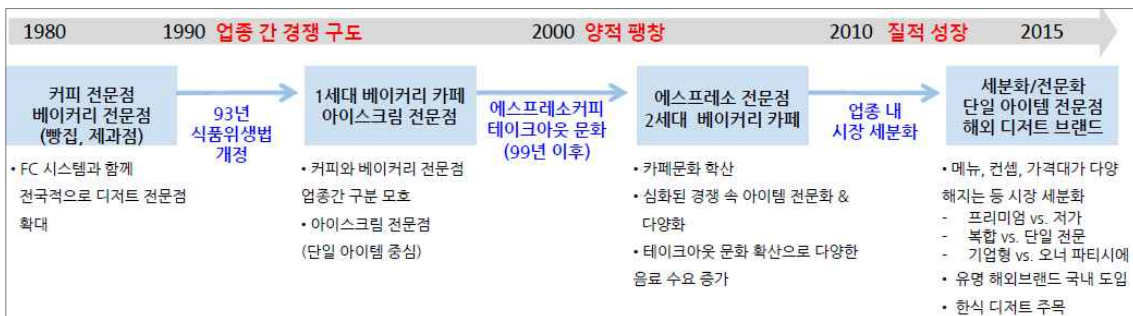 1980 1990 업종 간 경쟁 구도 2000 양적 팽창 2010 질적 성장 2015
커피 전문점
베이커리 전문점
(빵집, 제과점)
93년
식품위생법
개정
1세대 베이커리 카페
아이스크림 전문점
에스프레소커피
테이크아웃 문화
(99년 이후)
에스프레소 전문점
2세대 베이커리 카페
업종 내
시장 세분화
세분화/전문화
단일 아이템 전문점
해외 디저트 브랜드
• FC 시스템과 함께
전국적으로 디저트 전문점
확대
• 커피와 베이커리 전문점
업종간 구분 모호
• 아이스크림 전문점
(단일 아이템 중심)
• 카페문화 학산
• 심화된 경쟁 속 아이템 전문화 &
다양화
• 테이크아웃 문화 확산으로 다양한
음료 수요 증가
• 메뉴, 컨셉, 가격대가 다양
해지는 등 시장 세분화
- 프리미엄 vs. 저가
- 복합 vs. 단일 전문
- 기업형 vs. 오너 파티시에
• 유명 해외브랜드 국내 도입
• 한식 디저트 주목